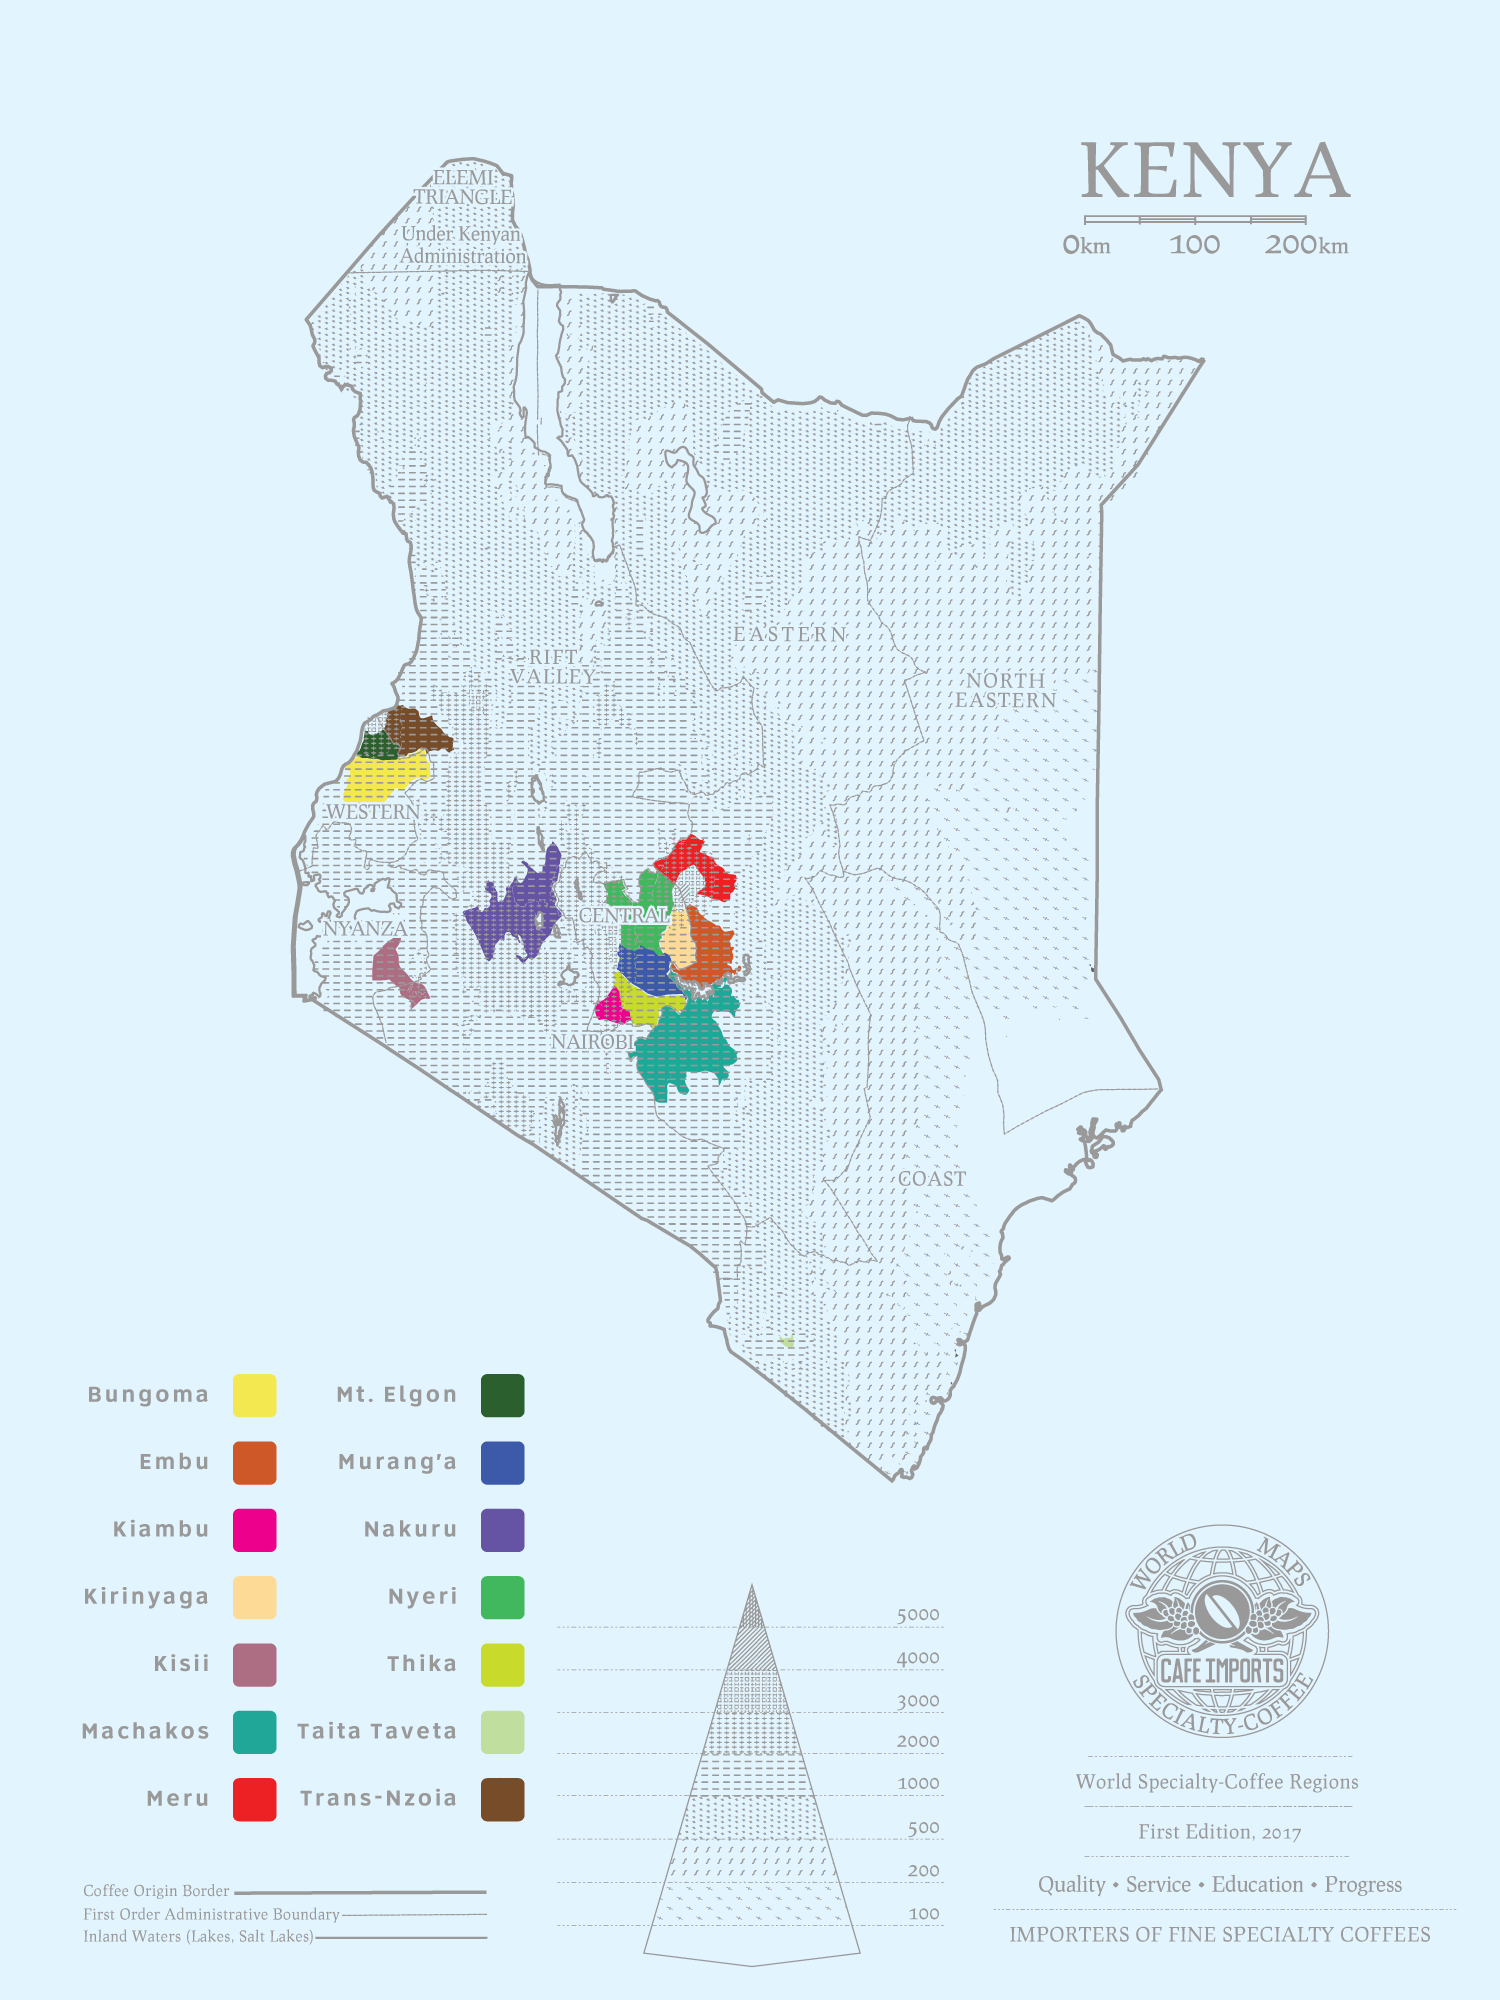 KENYA
0km 100 200km
ELEMI
TRIANGLE
Under Kenyan
Administration
EASTERN
RIFT
VALLEY
NORTH
EASTERN
WESTERN
CENTRAL
NYANZA
NAIROBI
COAST
Bungoma
Mt. Elgon
Embu
Murang'a
Kiambu
Nakuru
Kirinyaga
Nyeri
Kisii
Thika
Machakos
Taita Taveta
Meru
Trans-Nzoia
Coffee Origin Border
First Order Administrative Boundary
Inland Waters (Lakes, Salt Lakes)
5000
4000
3000
2000
1000
500
200
100
WORLD MAPS
CAFE IMPORTS
SPECIALTY-COFFEE
World Specialty-Coffee Regions
First Edition, 2017
Quality • Service • Education • Progress
IMPORTERS OF FINE SPECIALTY COFFEES